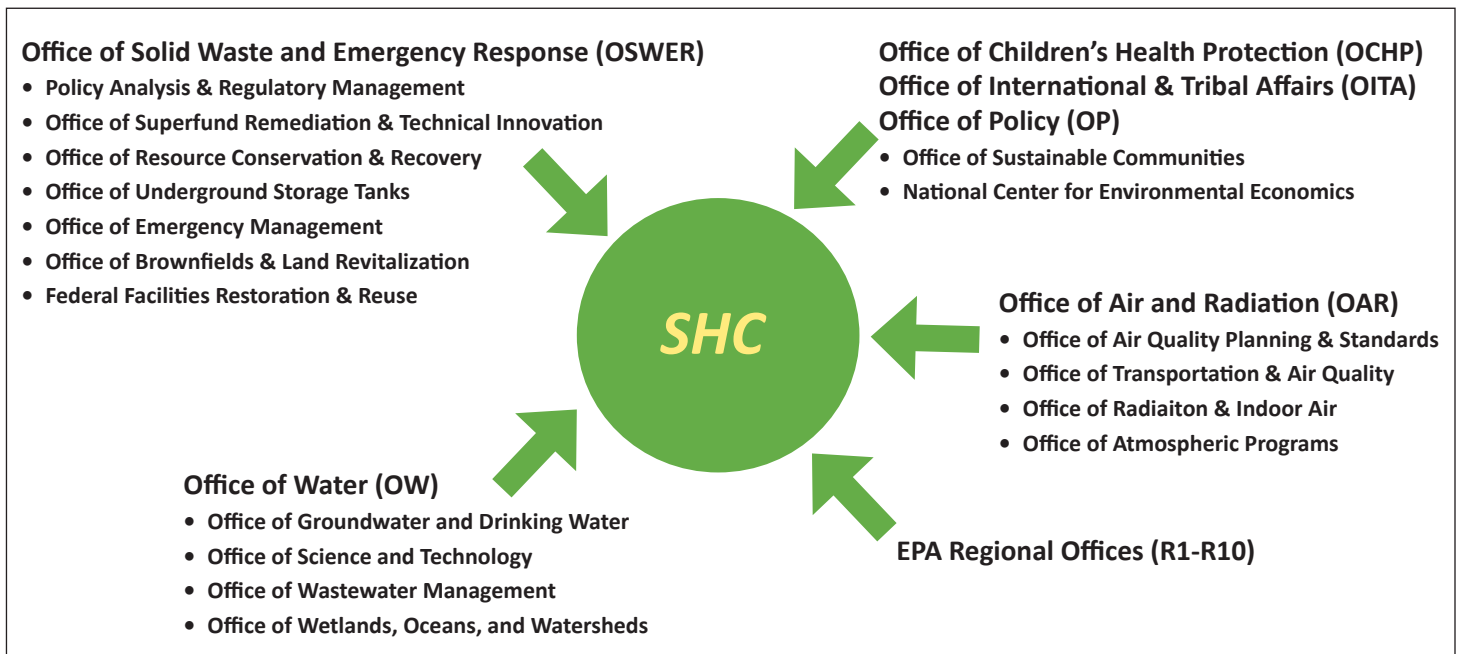 Office of Solid Waste and Emergency Response (OSWER)
• Policy Analysis & Regulatory Management
• Office of Superfund Remediation & Technical Innovation
• Office of Resource Conservation & Recovery
• Office of Underground Storage Tanks
• Office of Emergency Management
• Office of Brownfields & Land Revitalization
• Federal Facilities Restoration & Reuse
Office of Children’s Health Protection (OCHP)
Office of International & Tribal Affairs (OITA)
Office of Policy (OP)
• Office of Sustainable Communities
• National Center for Environmental Economics
SHC
Office of Air and Radiation (OAR)
• Office of Air Quality Planning & Standards
• Office of Transportation & Air Quality
• Office of Radiaiton & Indoor Air
• Office of Atmospheric Programs
Office of Water (OW)
• Office of Groundwater and Drinking Water
• Office of Science and Technology
• Office of Wastewater Management
• Office of Wetlands, Oceans, and Watersheds
EPA Regional Offices (R1-R10)